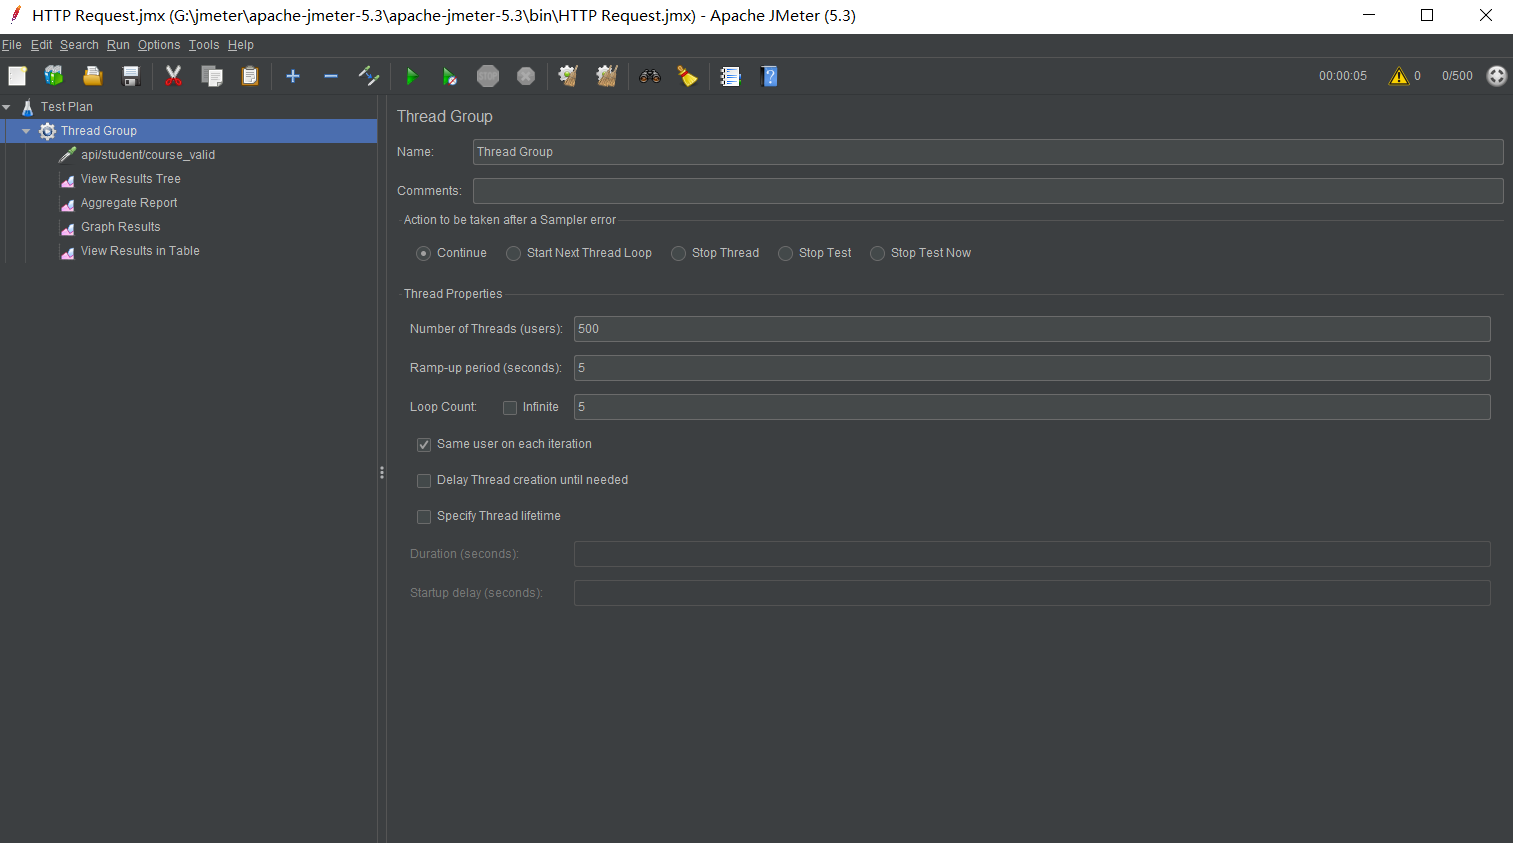 HTTP Request.jmx (G:\jmeter\apache-jmeter-5.3\apache-jmeter-5.3\bin\HTTP Request.jmx) - Apache JMeter (5.3)
File Edit Search Run Options Tools Help
STOP 00:00:05 0 0/500
Test Plan
Thread Group
api/student/course_valid
View Results Tree
Aggregate Report
Graph Results
View Results in Table
Thread Group
Name: Thread Group
Comments:
Action to be taken after a Sampler error
Continue Start Next Thread Loop Stop Thread Stop Test Stop Test Now
Thread Properties
Number of Threads (users): 500
Ramp-up period (seconds): 5
Loop Count: Infinite 5
Same user on each iteration
Delay Thread creation until needed
Specify Thread lifetime
Duration (seconds):
Startup delay (seconds):